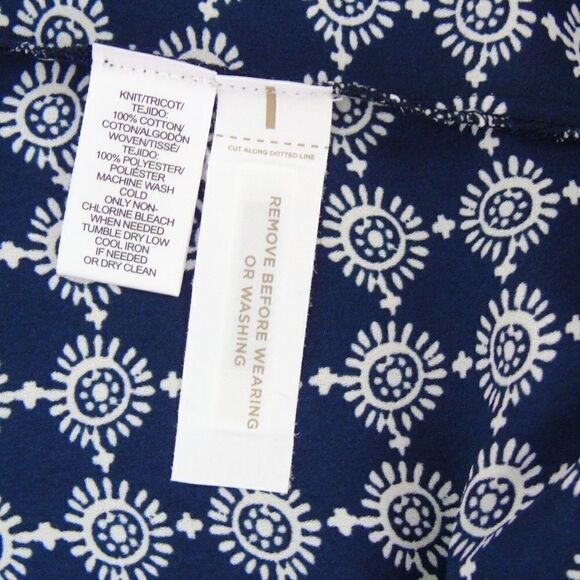 KNIT/TRICOT/
TEJIDO:
100% COTTON/
COTON/ALGODÓN
WOVEN/TISSÉ/
TEJIDO:
100% POLYESTER/
POLIÉSTER
MACHINE WASH
COLD
ONLY NON-
CHLORINE BLEACH
WHEN NEEDED
TUMBLE DRY LOW
COOL IRON
IF NEEDED
OR DRY CLEAN
CUT ALONG DOTTED LINE
REMOVE BEFORE WEARING
OR WASHING